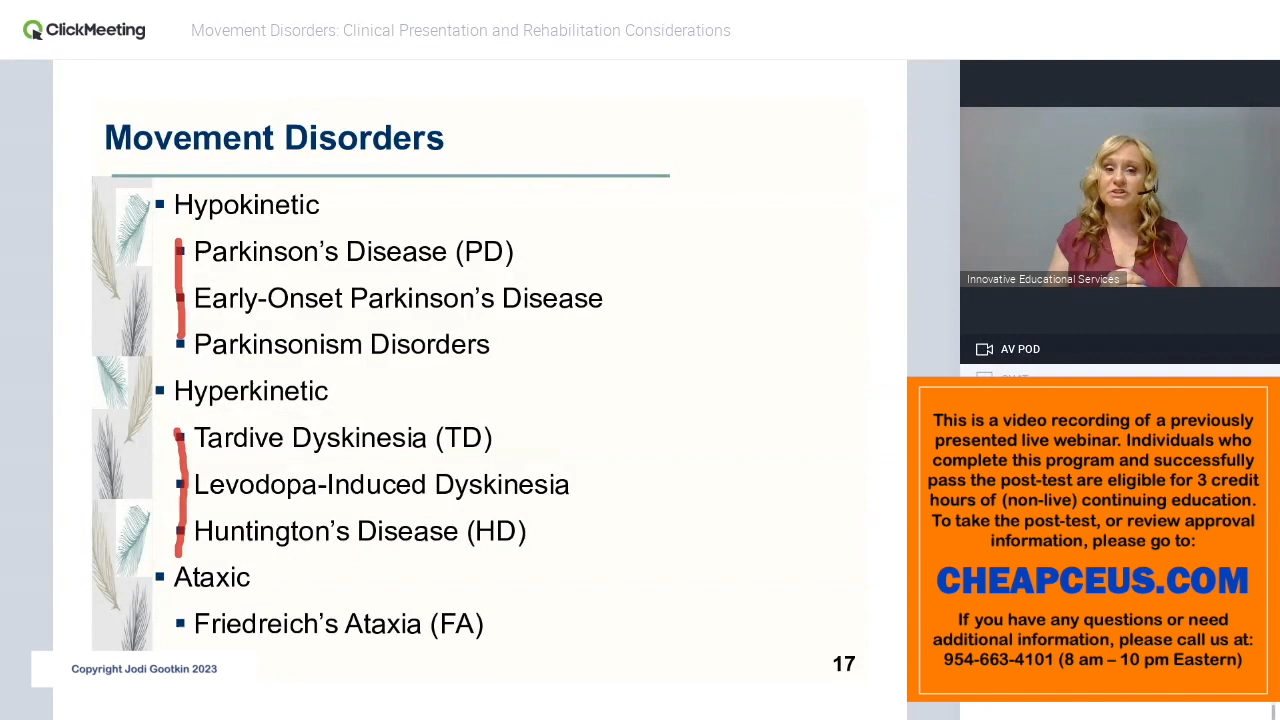 ClickMeeting
Movement Disorders: Clinical Presentation and Rehabilitation Considerations
Movement Disorders
Hypokinetic
Parkinson's Disease (PD)
Early-Onset Parkinson's Disease
Parkinsonism Disorders
Hyperkinetic
Tardive Dyskinesia (TD)
Levodopa-Induced Dyskinesia
Huntington's Disease (HD)
Ataxic
Friedreich's Ataxia (FA)
Copyright Jodi Gootkin 2023
17
Innovative Educational Services
AV POD
This is a video recording of a previously
presented live webinar. Individuals who
complete this program and successfully
pass the post-test are eligible for 3 credit
hours of (non-live) continuing education.
To take the post-test, or review approval
information, please go to:
CHEAPCEUS.COM
If you have any questions or need
additional information, please call us at:
954-663-4101 (8 am – 10 pm Eastern)